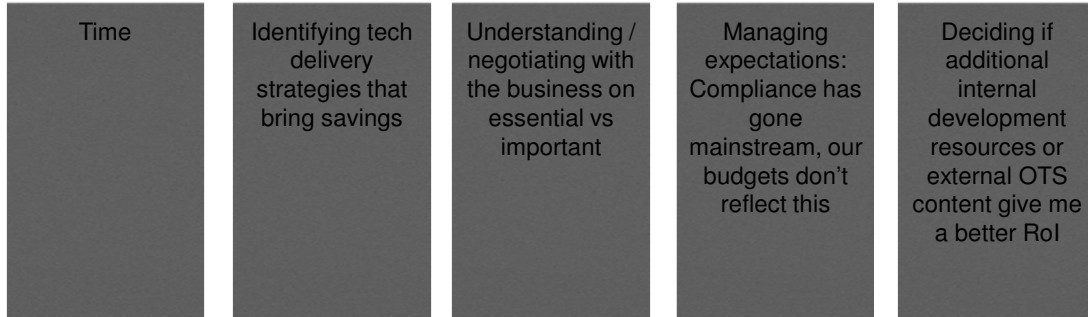 Time
Identifying tech
delivery
strategies that
bring savings
Understanding /
negotiating with
the business on
essential vs
important
Managing
expectations:
Compliance has
gone
mainstream, our
budgets don't
reflect this
Deciding if
additional
internal
development
resources or
external OTS
content give me
a better RoI